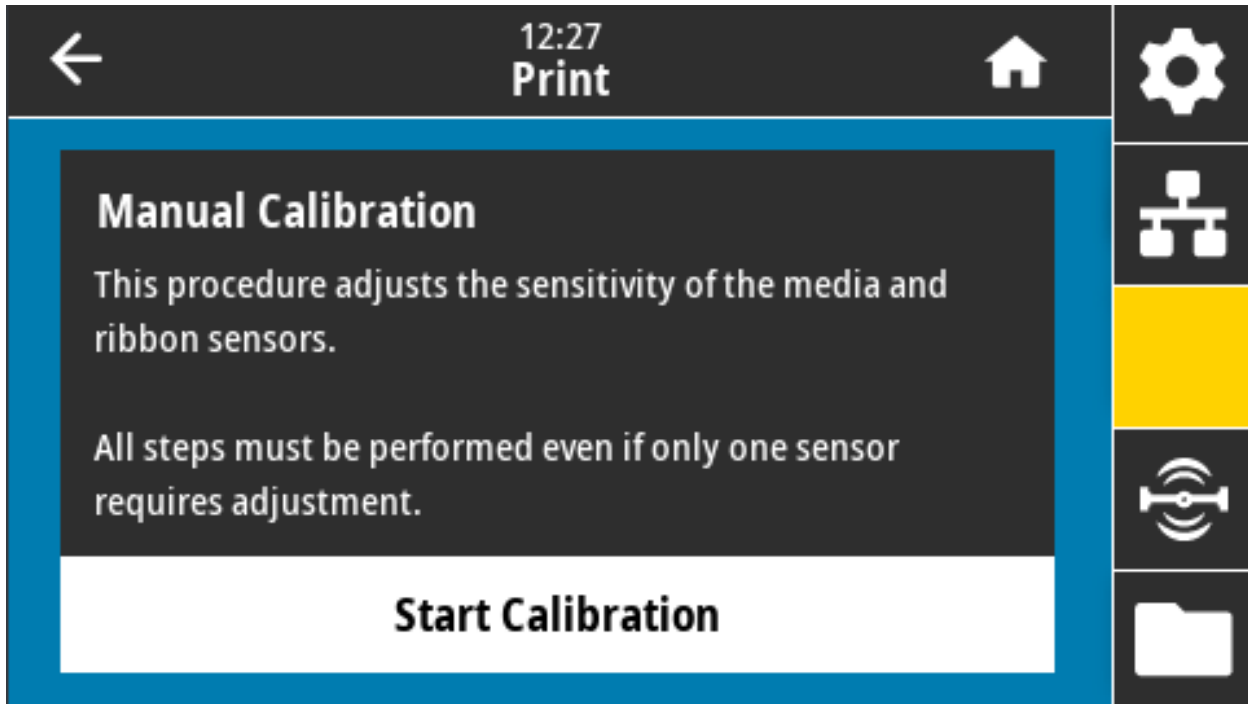 12:27
Print
Manual Calibration
This procedure adjusts the sensitivity of the media and
ribbon sensors.
All steps must be performed even if only one sensor
requires adjustment.
Start Calibration